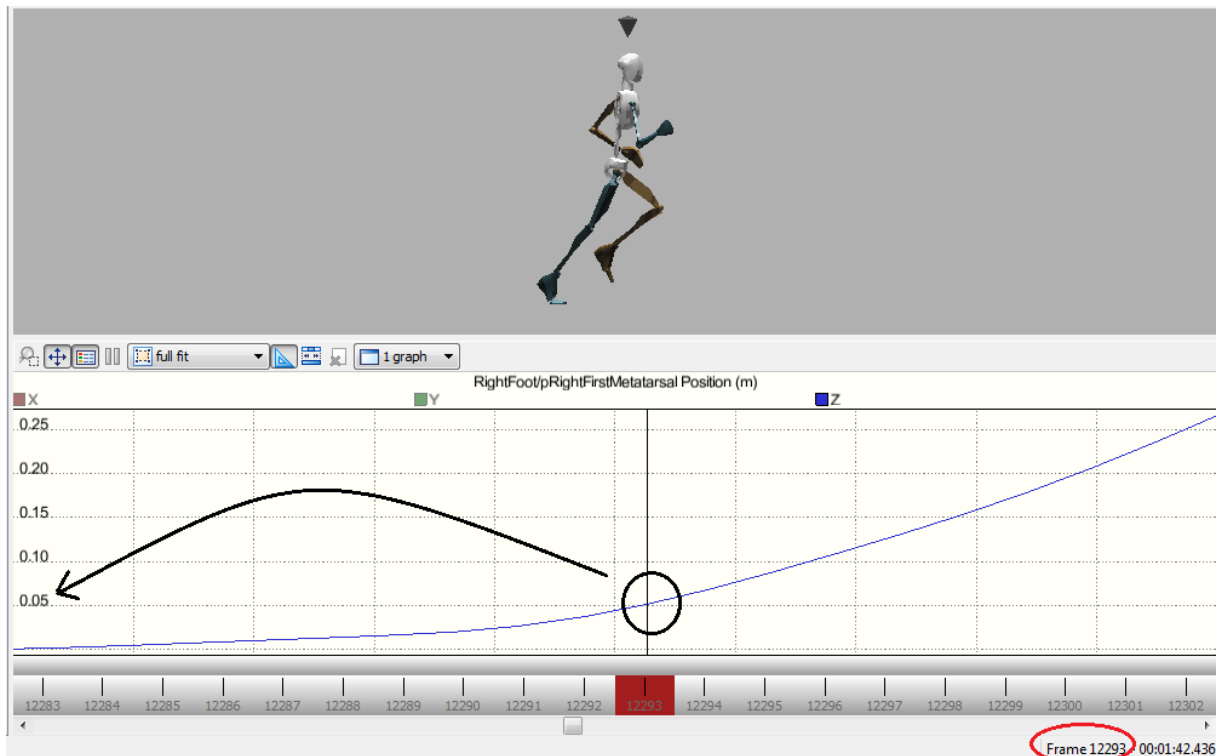 full fit
1 graph
RightFoot/pRightFirstMetatarsal Position (m)
X Y Z
0.25
0.20
0.15
0.10
0.05
12283 12284 12285 12286 12287 12288 12289 12290 12291 12292 12293 12294 12295 12296 12297 12298 12299 12300 12301 12302
Frame 12293 00:01:42.436